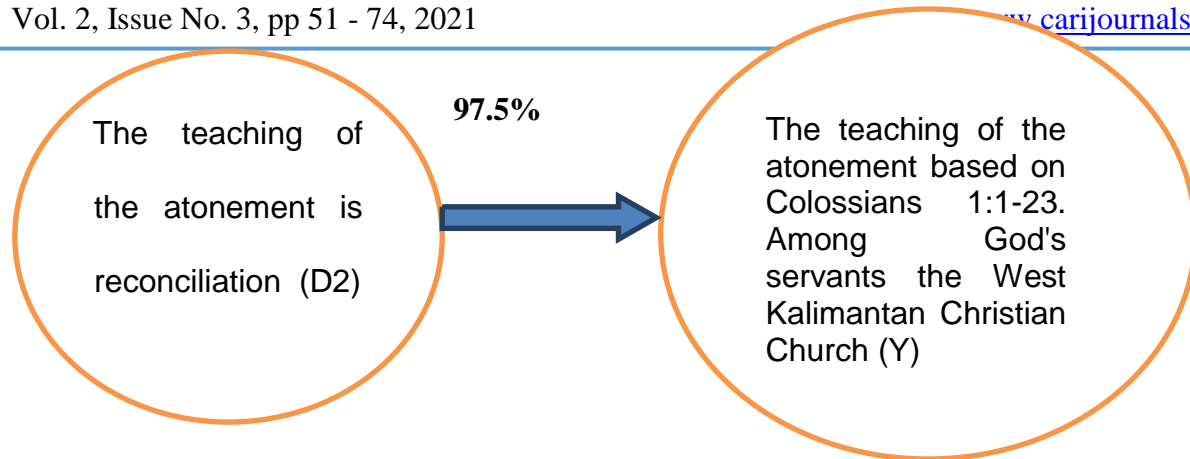 Vol. 2, Issue No. 3, pp 51 - 74, 2021
carijournals
97.5%
The teaching of
the atonement is
reconciliation (D2)
The teaching of the
atonement based on
Colossians 1:1-23.
Among God's
servants the West
Kalimantan Christian
Church (Y)